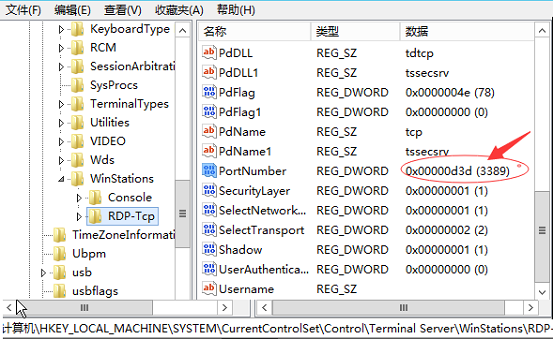 文件(F) 编辑(E) 查看(V) 收藏夹(A) 帮助(H)
KeyboardType
RCM
SessionArbitration
SysProcs
TerminalTypes
Utilities
VIDEO
Wds
WinStations
Console
RDP-Tcp
TimeZoneInformati
Ubpm
usb
usbflags
名称 类型 数据
PdDLL REG_SZ tdtcp
PdDLL1 REG_SZ tssecsrv
PdFlag REG_DWORD 0x0000004e (78)
PdFlag1 REG_DWORD 0x00000000 (0)
PdName REG_SZ tcp
PdName1 REG_SZ tssecsrv
PortNumber REG_DWORD 0x00000d3d (3389)
SecurityLayer REG_DWORD 0x00000001 (1)
SelectNetwork... REG_DWORD 0x00000001 (1)
SelectTransport REG_DWORD 0x00000002 (2)
Shadow REG_DWORD 0x00000001 (1)
UserAuthentica... REG_DWORD 0x00000000 (0)
Username REG_SZ
计算机\HKEY_LOCAL_MACHINE\SYSTEM\CurrentControlSet\Control\Terminal Server\WinStations\RDP-